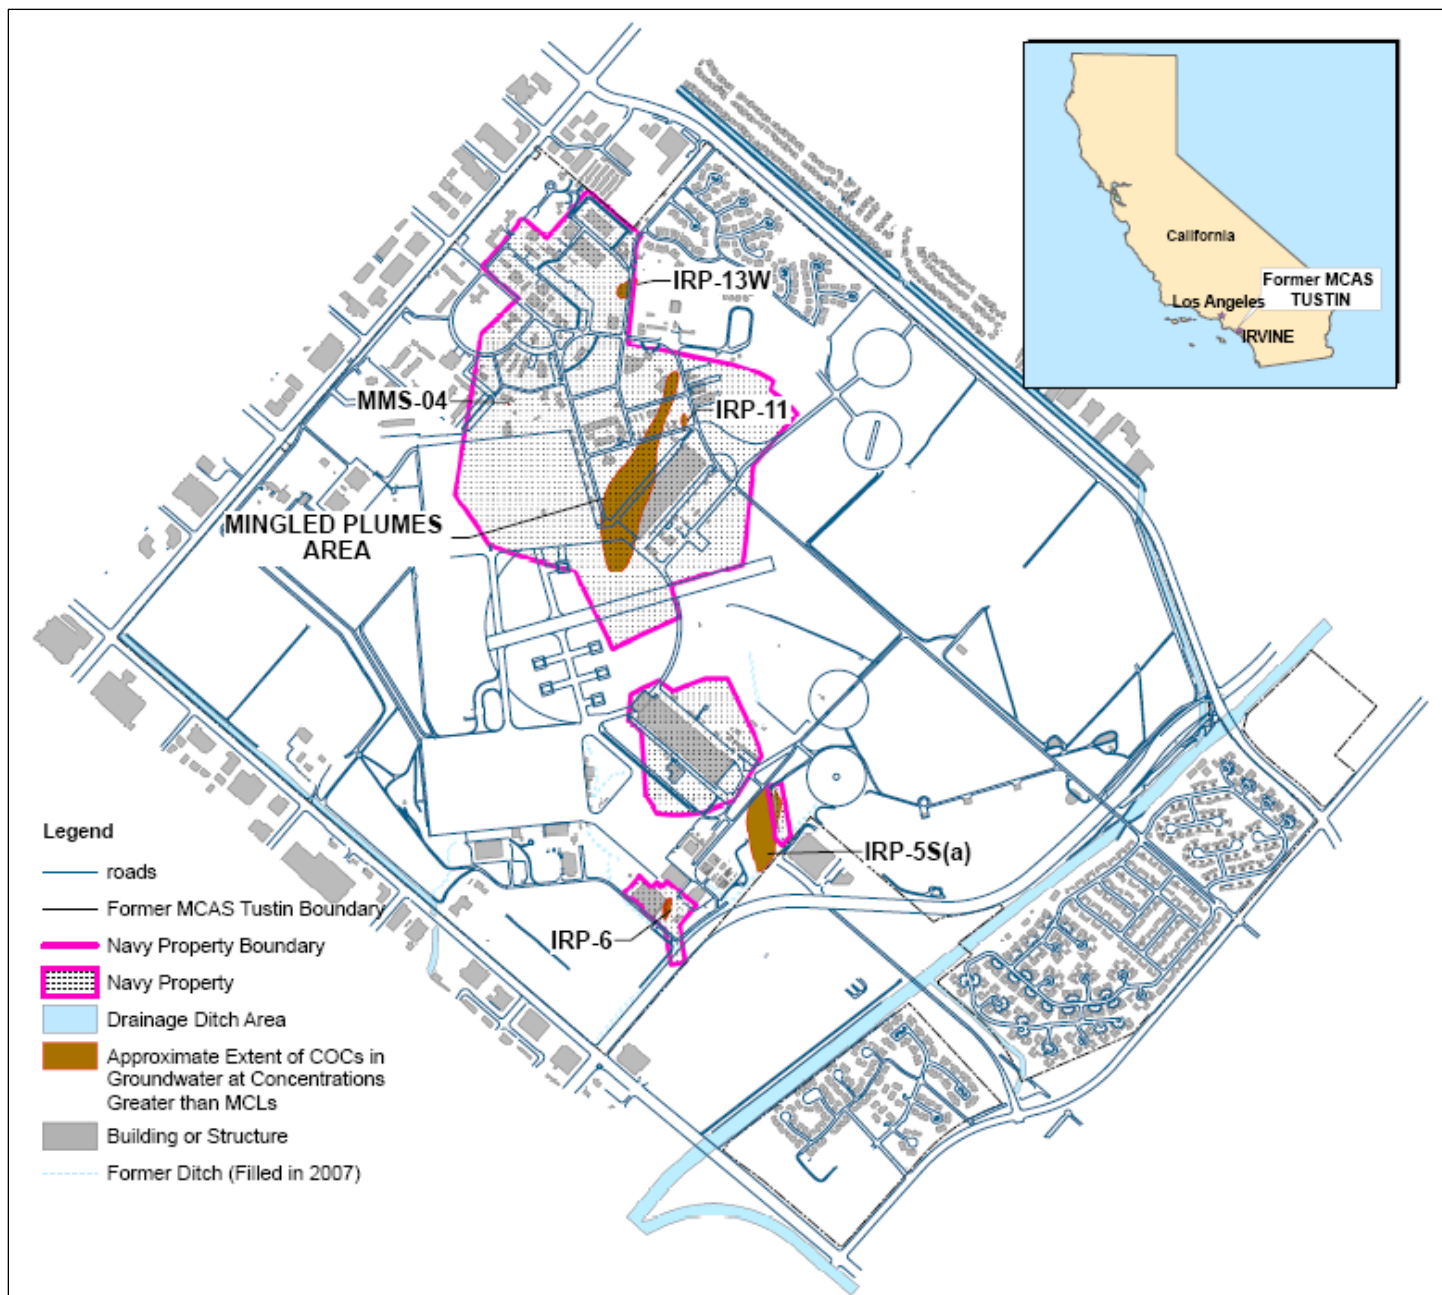 California
Former MCAS
TUSTIN
Los Angeles
IRVINE
IRP-13W
MMS-04
IRP-11
MINGLED PLUMES
AREA
IRP-5S(a)
IRP-6
Legend
roads
Former MCAS Tustin Boundary
Navy Property Boundary
Navy Property
Drainage Ditch Area
Approximate Extent of COCs in
Groundwater at Concentrations
Greater than MCLs
Building or Structure
Former Ditch (Filled in 2007)